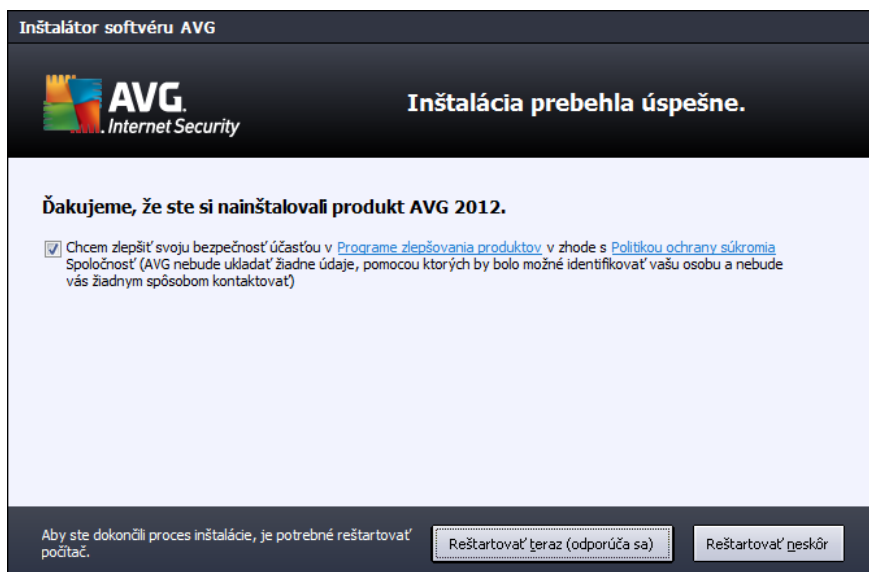 Inštalátor softvéru AVG
AVG.
Internet Security
Inštalácia prebehla úspešne.
Ďakujeme, že ste si nainštalovali produkt AVG 2012.
Chcem zlepšiť svoju bezpečnosť účasťou v Programe zlepšovania produktov v zhode s Politikou ochrany súkromia
Spoločnosť (AVG nebude ukladať žiadne údaje, pomocou ktorých by bolo možné identifikovať vašu osobu a nebude
vás žiadnym spôsobom kontaktovať)
Aby ste dokončili proces inštalácie, je potrebné reštartovať
počítač.
Reštartovať teraz (odporúča sa)
Reštartovať neskôr